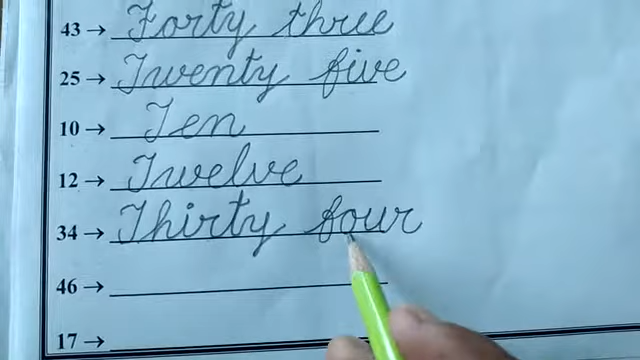 43 → Forty three
25 → Twenty five
10 → Ten
12 → Twelve
34 → Thirty four
46 →
17 →